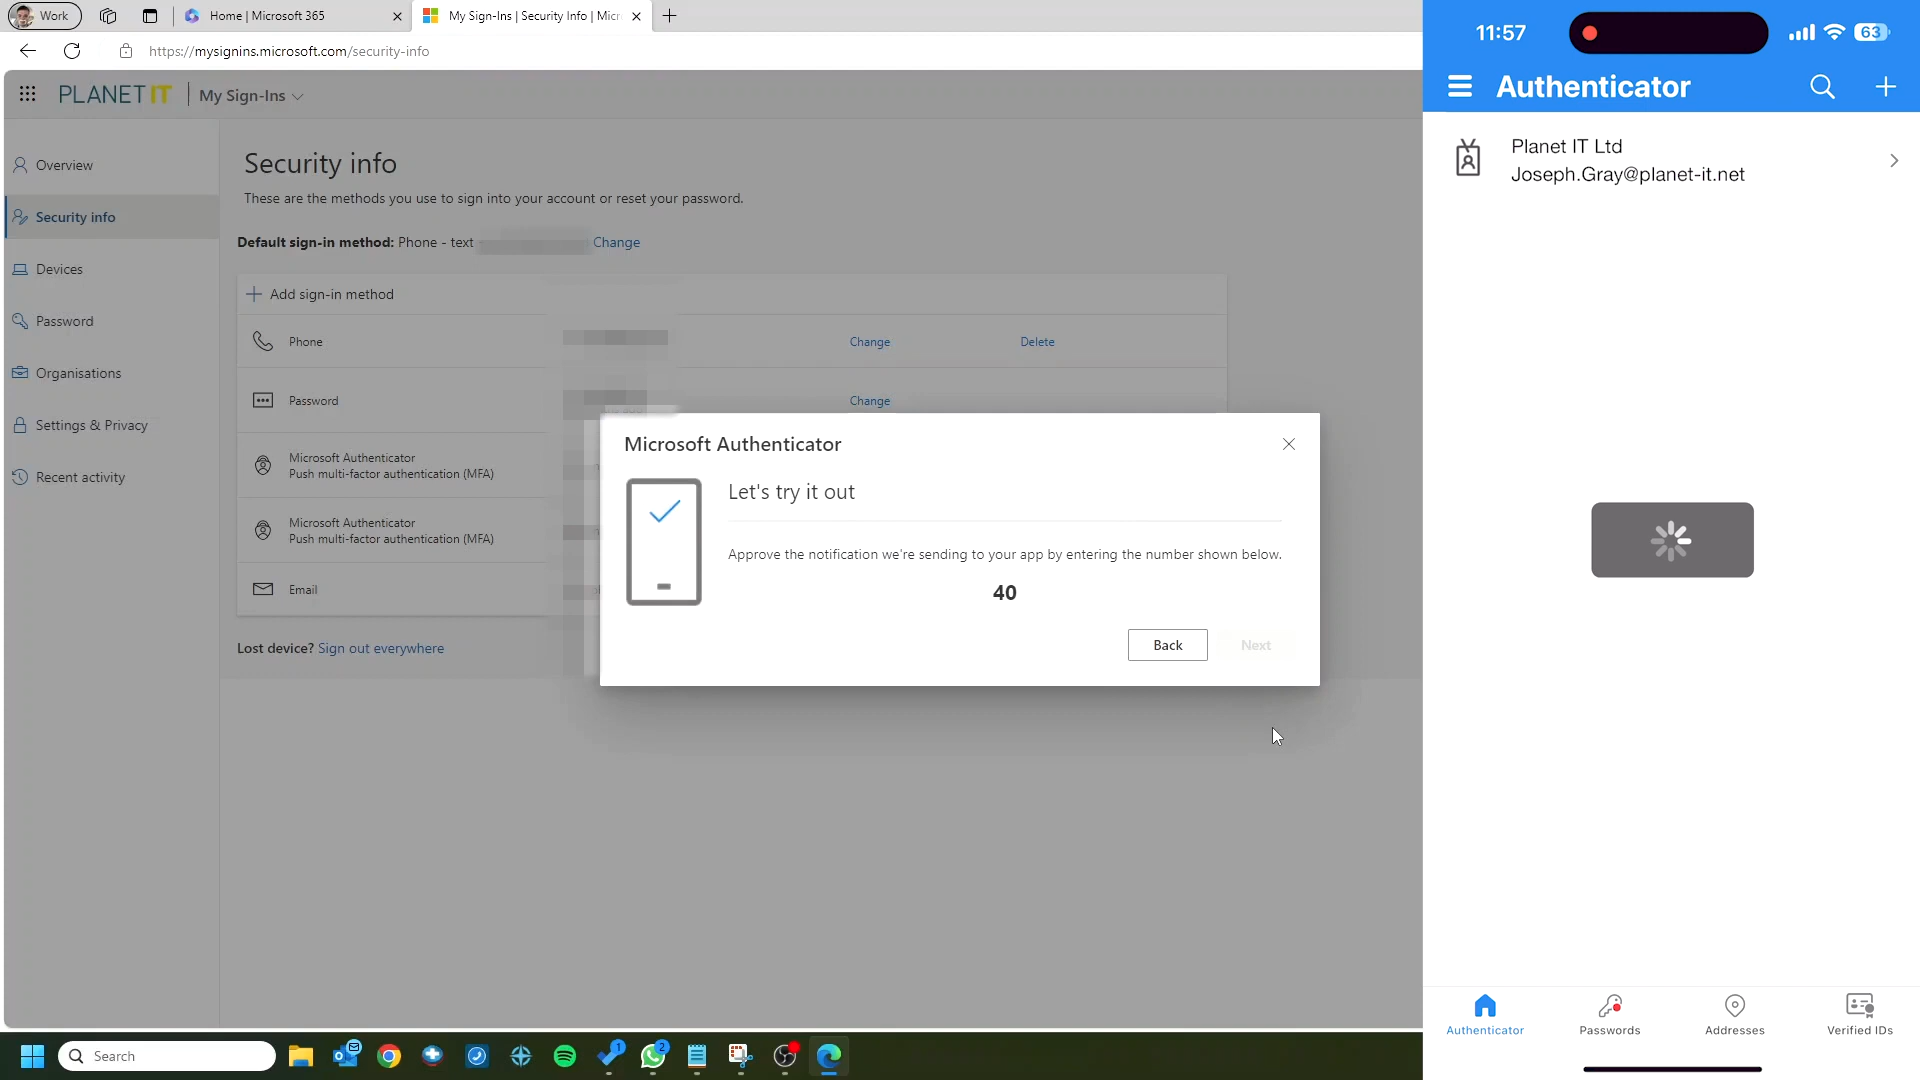 Work
Home | Microsoft 365
My Sign-Ins | Security Info | Micr
https://mysignins.microsoft.com/security-info
PLANET IT
My Sign-Ins
Overview
Security info
Devices
Password
Organisations
Settings & Privacy
Recent activity
Security info
These are the methods you use to sign into your account or reset your password.
Default sign-in method: Phone - text - Change
Add sign-in method
Phone Change Delete
Password Change
Microsoft Authenticator
Push multi-factor authentication (MFA)
Microsoft Authenticator
Push multi-factor authentication (MFA)
Email
Lost device? Sign out everywhere
Microsoft Authenticator
Let's try it out
Approve the notification we're sending to your app by entering the number shown below.
40
Back
Next
Search
1
2
11:57
63
Authenticator
Planet IT Ltd
Joseph.Gray@planet-it.net
Authenticator
Passwords
Addresses
Verified IDs